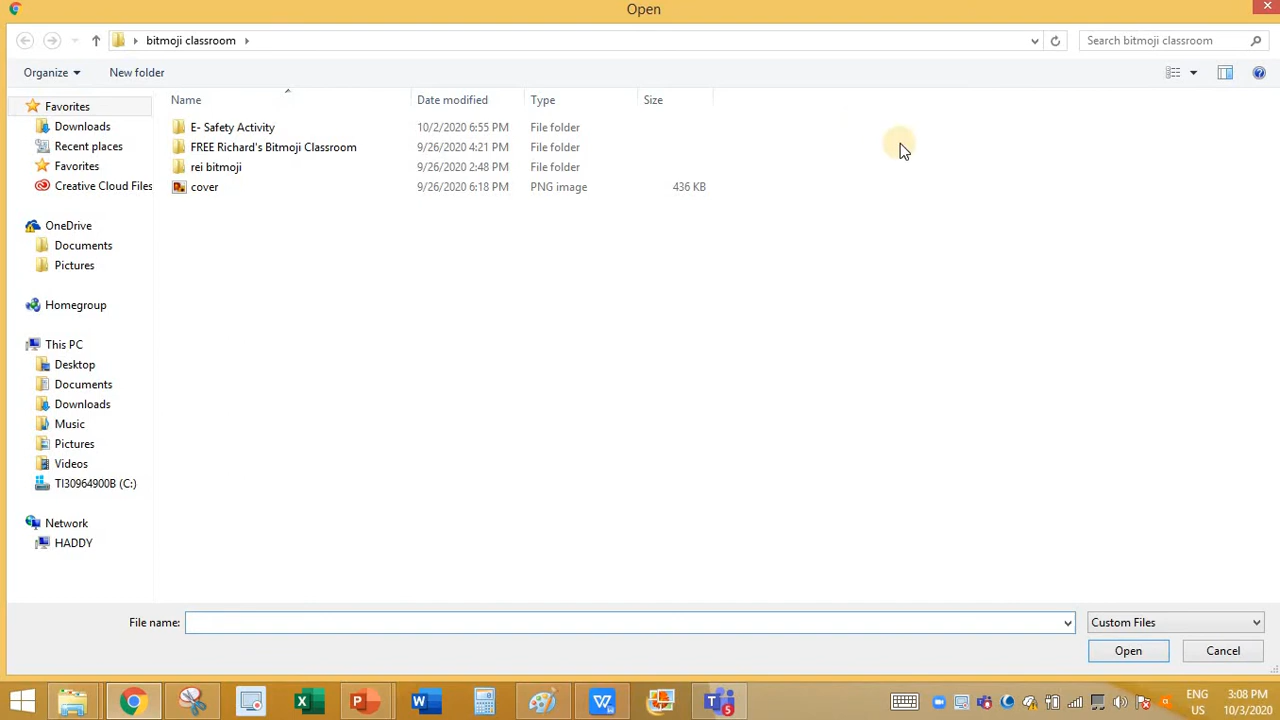 Open
bitmoji classroom
Search bitmoji classroom
Organize
New folder
Name Date modified Type Size
Favorites
Downloads
Recent places
Favorites
Creative Cloud Files
OneDrive
Documents
Pictures
Homegroup
This PC
Desktop
Documents
Downloads
Music
Pictures
Videos
TI30964900B (C:)
Network
HADDY
E- Safety Activity 10/2/2020 6:55 PM File folder
FREE Richard's Bitmoji Classroom 9/26/2020 4:21 PM File folder
rei bitmoji 9/26/2020 2:48 PM File folder
cover 9/26/2020 6:18 PM PNG image 436 KB
File name:
Custom Files
Open
Cancel
ENG
US
3:08 PM
10/3/2020